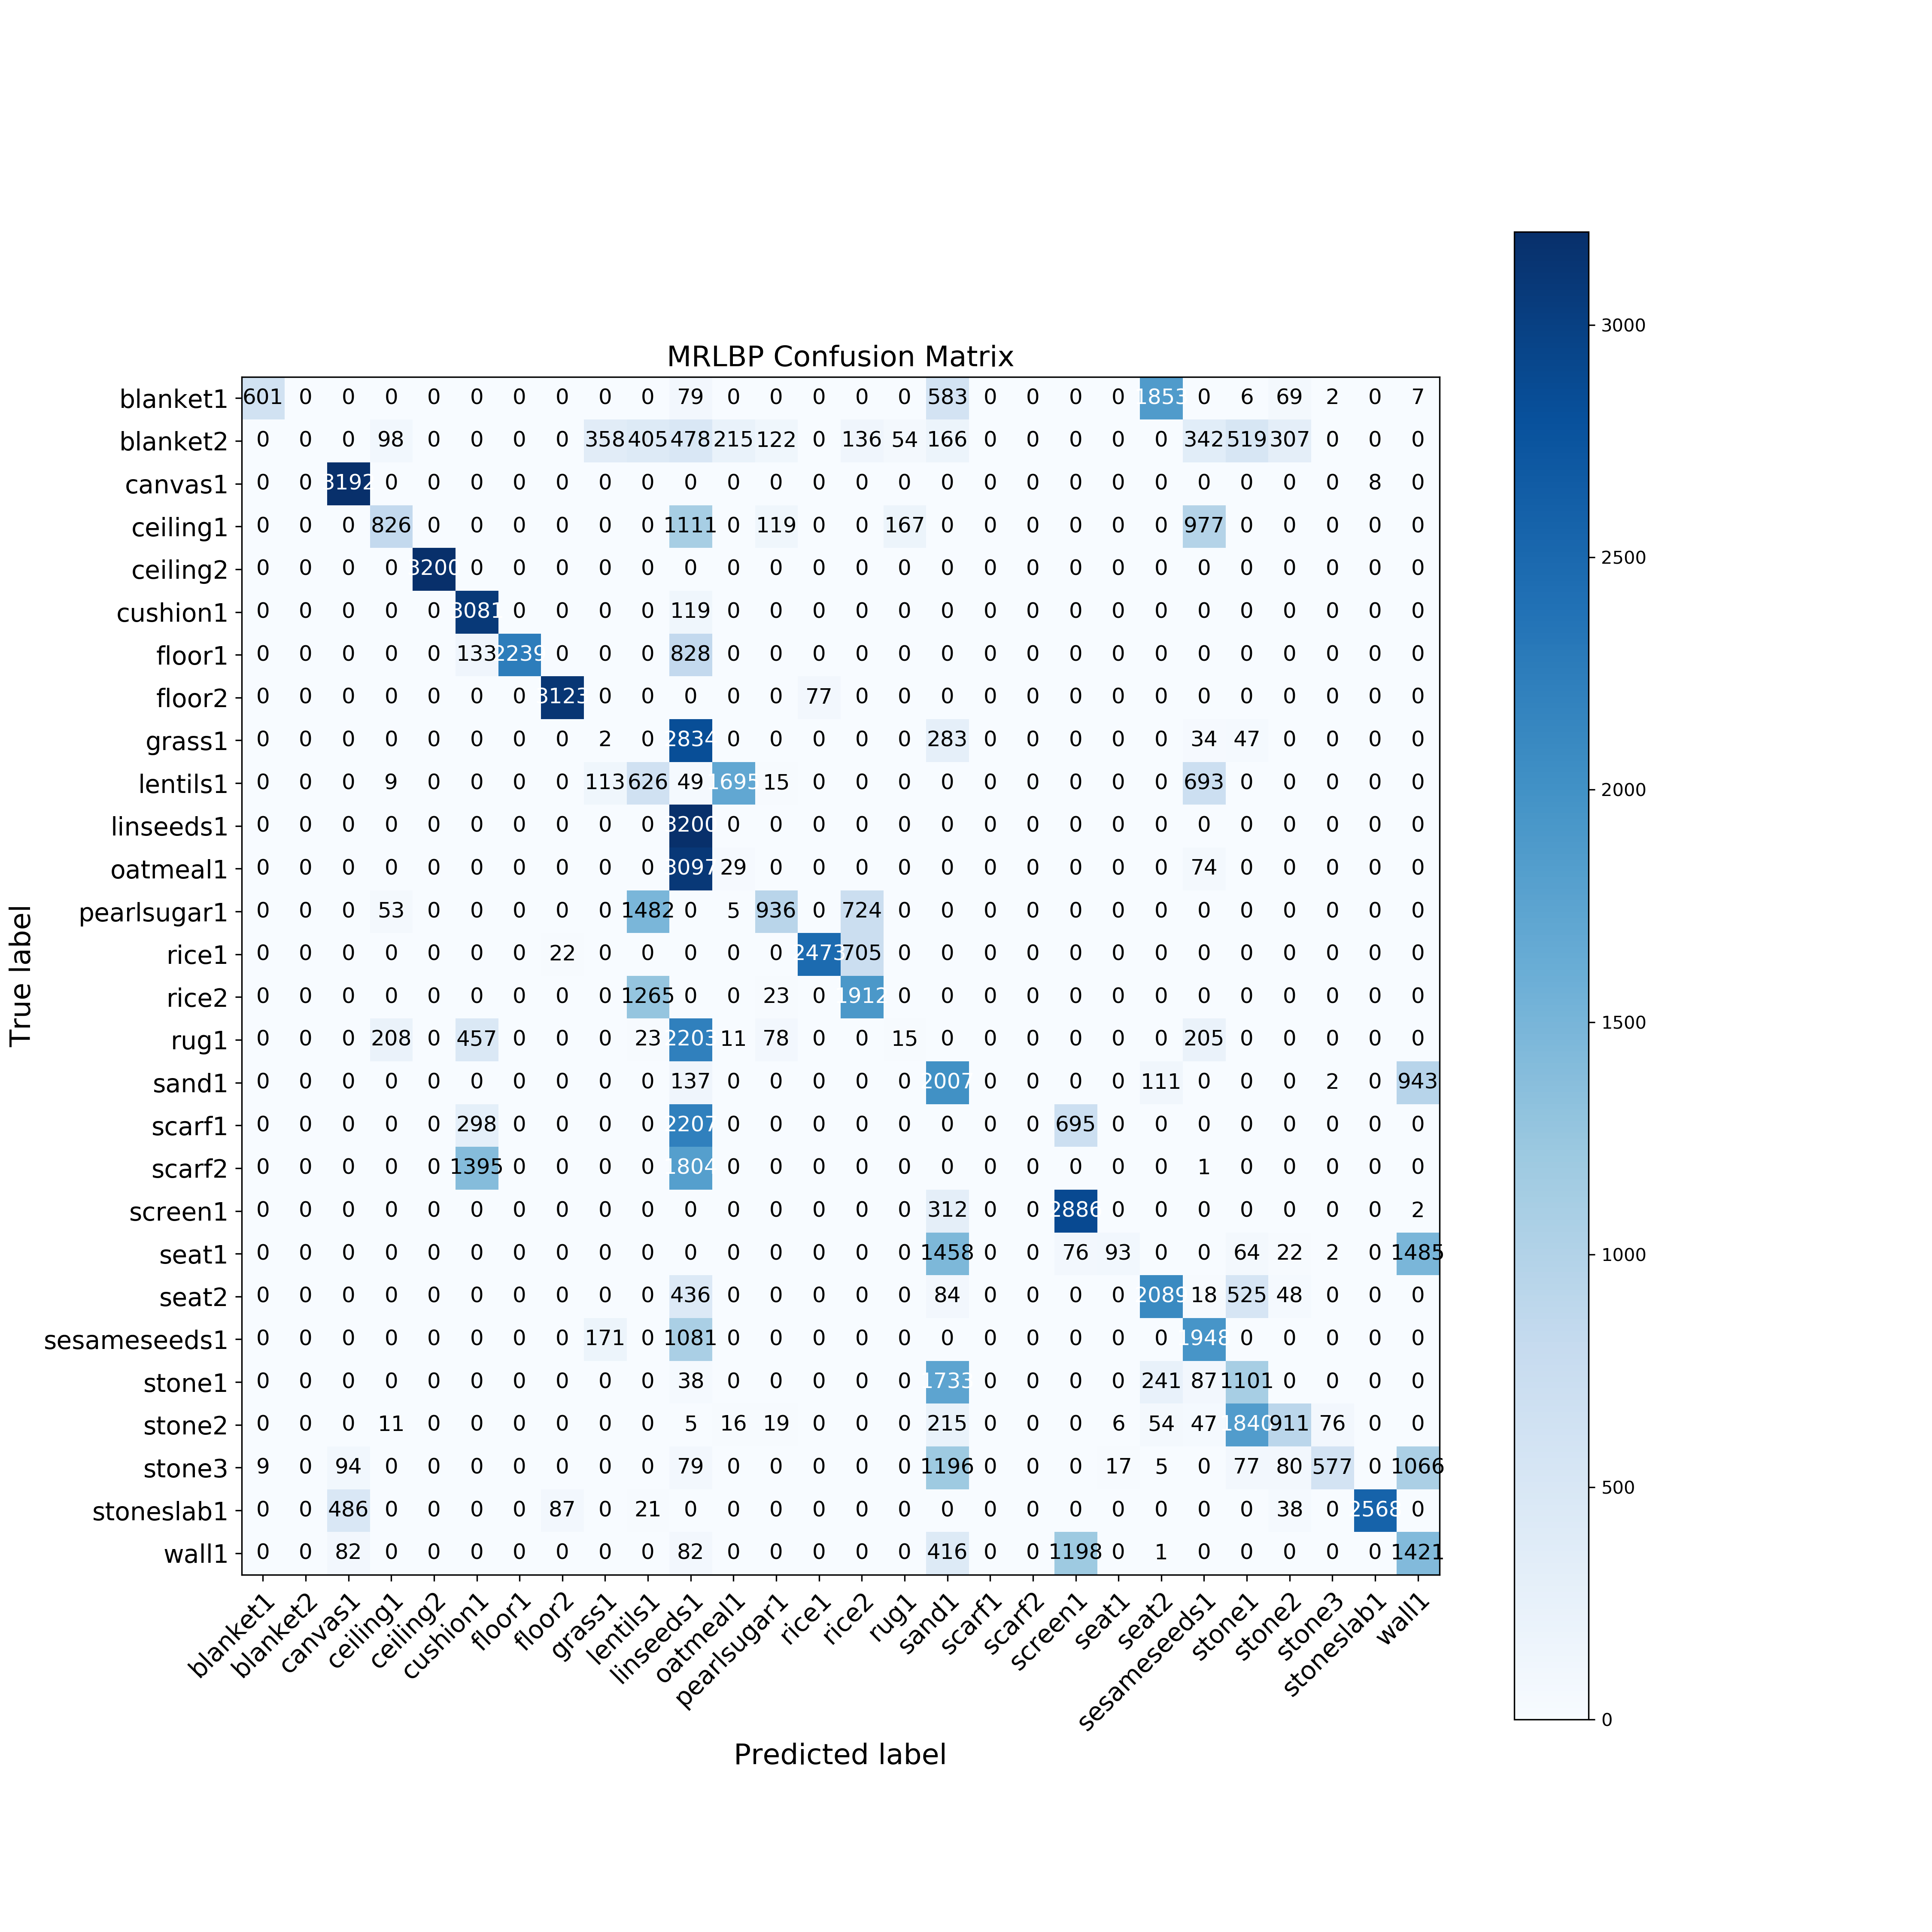 MRLBP Confusion Matrix
True label
blanket1 601 0 0 0 0 0 0 0 0 0 79 0 0 0 0 0 583 0 0 0 0 1853 0 6 69 2 0 7
blanket2 0 0 0 98 0 0 0 0 358 405 478 215 122 0 136 54 166 0 0 0 0 0 342 519 307 0 0 0
canvas1 0 0 3192 0 0 0 0 0 0 0 0 0 0 0 0 0 0 0 0 0 0 0 0 0 0 0 8 0
ceiling1 0 0 0 826 0 0 0 0 0 0 1111 0 119 0 0 167 0 0 0 0 0 0 977 0 0 0 0 0
ceiling2 0 0 0 0 3200 0 0 0 0 0 0 0 0 0 0 0 0 0 0 0 0 0 0 0 0 0 0 0
cushion1 0 0 0 0 0 3081 0 0 0 0 119 0 0 0 0 0 0 0 0 0 0 0 0 0 0 0 0 0
floor1 0 0 0 0 0 133 2239 0 0 0 828 0 0 0 0 0 0 0 0 0 0 0 0 0 0 0 0 0
floor2 0 0 0 0 0 0 0 3123 0 0 0 0 0 77 0 0 0 0 0 0 0 0 0 0 0 0 0 0
grass1 0 0 0 0 0 0 0 0 2 0 2834 0 0 0 0 0 283 0 0 0 0 0 34 47 0 0 0 0
lentils1 0 0 0 9 0 0 0 0 113 626 49 1695 15 0 0 0 0 0 0 0 0 0 693 0 0 0 0 0
linseeds1 0 0 0 0 0 0 0 0 0 0 3200 0 0 0 0 0 0 0 0 0 0 0 0 0 0 0 0 0
oatmeal1 0 0 0 0 0 0 0 0 0 0 3097 29 0 0 0 0 0 0 0 0 0 0 74 0 0 0 0 0
pearlsugar1 0 0 0 53 0 0 0 0 0 1482 0 5 936 0 724 0 0 0 0 0 0 0 0 0 0 0 0 0
rice1 0 0 0 0 0 0 0 22 0 0 0 0 0 2473 705 0 0 0 0 0 0 0 0 0 0 0 0 0
rice2 0 0 0 0 0 0 0 0 0 1265 0 0 23 0 1912 0 0 0 0 0 0 0 0 0 0 0 0 0
rug1 0 0 0 208 0 457 0 0 0 23 2203 11 78 0 0 15 0 0 0 0 0 0 205 0 0 0 0 0
sand1 0 0 0 0 0 0 0 0 0 0 137 0 0 0 0 0 2007 0 0 0 0 111 0 0 0 2 0 943
scarf1 0 0 0 0 0 298 0 0 0 0 2207 0 0 0 0 0 0 0 0 695 0 0 0 0 0 0 0 0
scarf2 0 0 0 0 0 1395 0 0 0 0 1804 0 0 0 0 0 0 0 0 0 0 0 1 0 0 0 0 0
screen1 0 0 0 0 0 0 0 0 0 0 0 0 0 0 0 0 312 0 0 2886 0 0 0 0 0 0 0 2
seat1 0 0 0 0 0 0 0 0 0 0 0 0 0 0 0 0 1458 0 0 76 93 0 0 64 22 2 0 1485
seat2 0 0 0 0 0 0 0 0 0 0 436 0 0 0 0 0 84 0 0 0 0 2089 18 525 48 0 0 0
sesameseeds1 0 0 0 0 0 0 0 0 171 0 1081 0 0 0 0 0 0 0 0 0 0 0 1948 0 0 0 0 0
stone1 0 0 0 0 0 0 0 0 0 0 38 0 0 0 0 0 1733 0 0 0 0 241 87 1101 0 0 0 0
stone2 0 0 0 11 0 0 0 0 0 0 5 16 19 0 0 0 215 0 0 0 6 54 47 1840 911 76 0 0
stone3 9 0 94 0 0 0 0 0 0 0 79 0 0 0 0 0 1196 0 0 0 17 5 0 77 80 577 0 1066
stoneslab1 0 0 486 0 0 0 0 87 0 21 0 0 0 0 0 0 0 0 0 0 0 0 0 0 38 0 2568 0
wall1 0 0 82 0 0 0 0 0 0 0 82 0 0 0 0 0 416 0 0 1198 0 1 0 0 0 0 0 1421
blanket1 blanket2 canvas1 ceiling1 ceiling2 cushion1 floor1 floor2 grass1 lentils1 linseeds1 oatmeal1 pearlsugar1 rice1 rice2 rug1 sand1 scarf1 scarf2 screen1 seat1 seat2 sesameseeds1 stone1 stone2 stone3 stoneslab1 wall1
Predicted label
3000
2500
2000
1500
1000
500
0